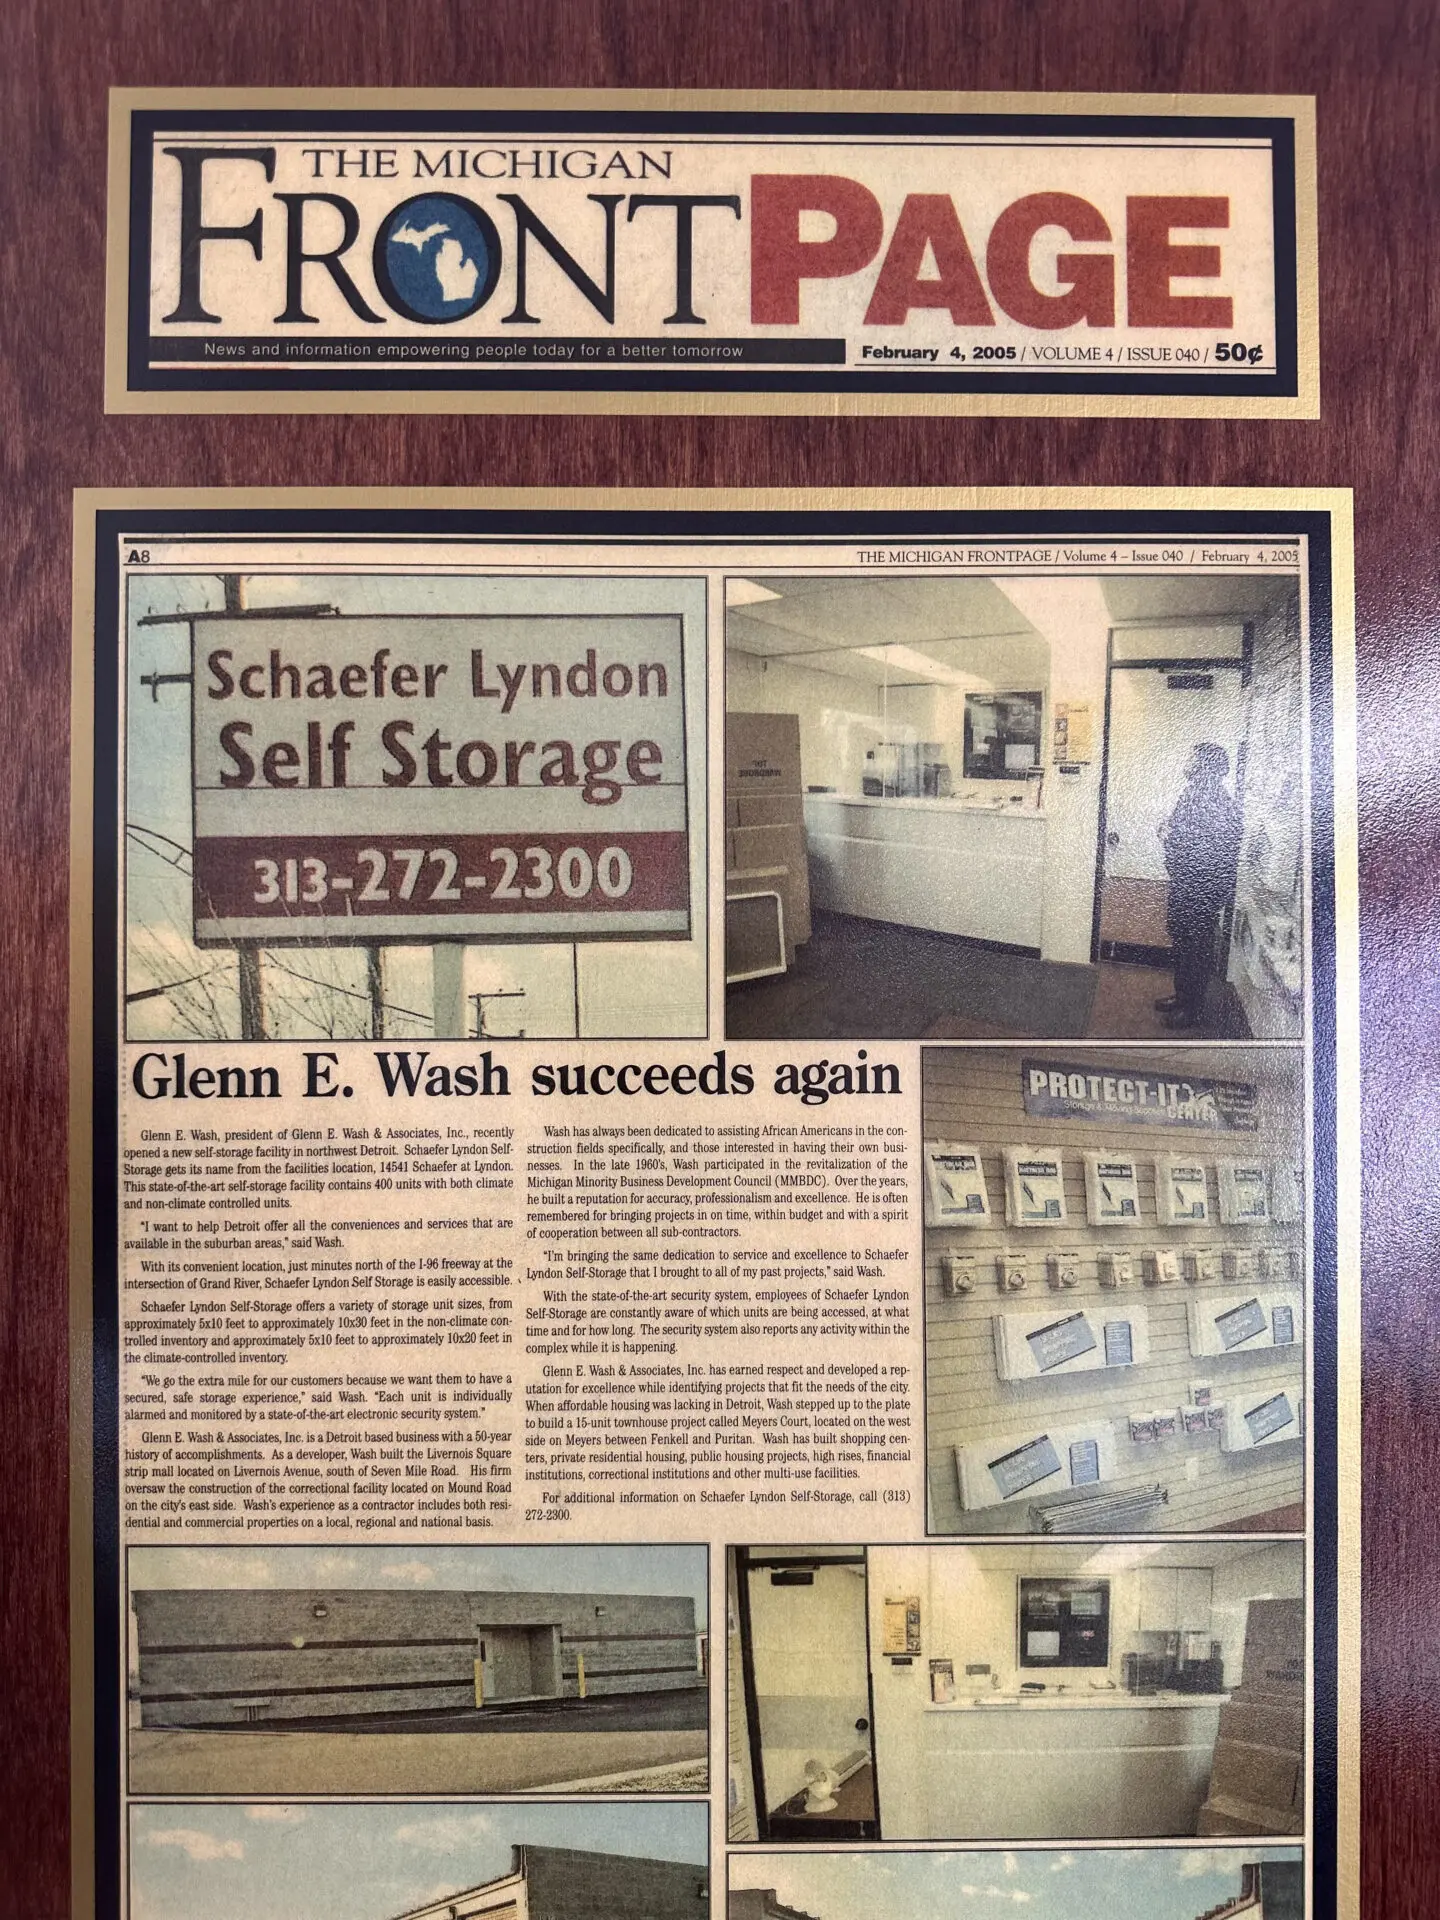 THE MICHIGAN
FRONTPAGE
News and information empowering people today for a better tomorrow
February 4, 2005 / VOLUME 4 / ISSUE 040 / 50¢
A8
THE MICHIGAN FRONTPAGE / Volume 4 – Issue 040 / February 4, 2005
Schaefer Lyndon
Self Storage
313-272-2300
WARDROBE
Glenn E. Wash succeeds again
Glenn E. Wash, president of Glenn E. Wash & Associates, Inc., recently
opened a new self-storage facility in northwest Detroit. Schaefer Lyndon Self-
Storage gets its name from the facilities location, 14541 Schaefer at Lyndon.
This state-of-the-art self-storage facility contains 400 units with both climate
and non-climate controlled units.
"I want to help Detroit offer all the conveniences and services that are
available in the suburban areas," said Wash.
With its convenient location, just minutes north of the I-96 freeway at the
intersection of Grand River, Schaefer Lyndon Self Storage is easily accessible.
Schaefer Lyndon Self-Storage offers a variety of storage unit sizes, from
approximately 5x10 feet to approximately 10x30 feet in the non-climate con-
trolled inventory and approximately 5x10 feet to approximately 10x20 feet in
the climate-controlled inventory.
"We go the extra mile for our customers because we want them to have a
secured, safe storage experience," said Wash. "Each unit is individually
alarmed and monitored by a state-of-the-art electronic security system."
Glenn E. Wash & Associates, Inc. is a Detroit based business with a 50-year
history of accomplishments. As a developer, Wash built the Livernois Square
strip mall located on Livernois Avenue, south of Seven Mile Road. His firm
oversaw the construction of the correctional facility located on Mound Road
on the city's east side. Wash's experience as a contractor includes both resi-
dential and commercial properties on a local, regional and national basis.
Wash has always been dedicated to assisting African Americans in the con-
struction fields specifically, and those interested in having their own busi-
nesses. In the late 1960's, Wash participated in the revitalization of the
Michigan Minority Business Development Council (MMBDC). Over the years,
he built a reputation for accuracy, professionalism and excellence. He is often
remembered for bringing projects in on time, within budget and with a spirit
of cooperation between all sub-contractors.
"I'm bringing the same dedication to service and excellence to Schaefer
Lyndon Self-Storage that I brought to all of my past projects," said Wash.
With the state-of-the-art security system, employees of Schaefer Lyndon
Self-Storage are constantly aware of which units are being accessed, at what
time and for how long. The security system also reports any activity within the
complex while it is happening.
Glenn E. Wash & Associates, Inc. has earned respect and developed a rep-
utation for excellence while identifying projects that fit the needs of the city.
When affordable housing was lacking in Detroit, Wash stepped up to the plate
to build a 15-unit townhouse project called Meyers Court, located on the west
side on Meyers between Fenkell and Puritan. Wash has built shopping cen-
ters, private residential housing, public housing projects, high rises, financial
institutions, correctional institutions and other multi-use facilities.
For additional information on Schaefer Lyndon Self-Storage, call (313)
272-2300.
PROTECT-IT
Storage & Moving Supplies
CENTER